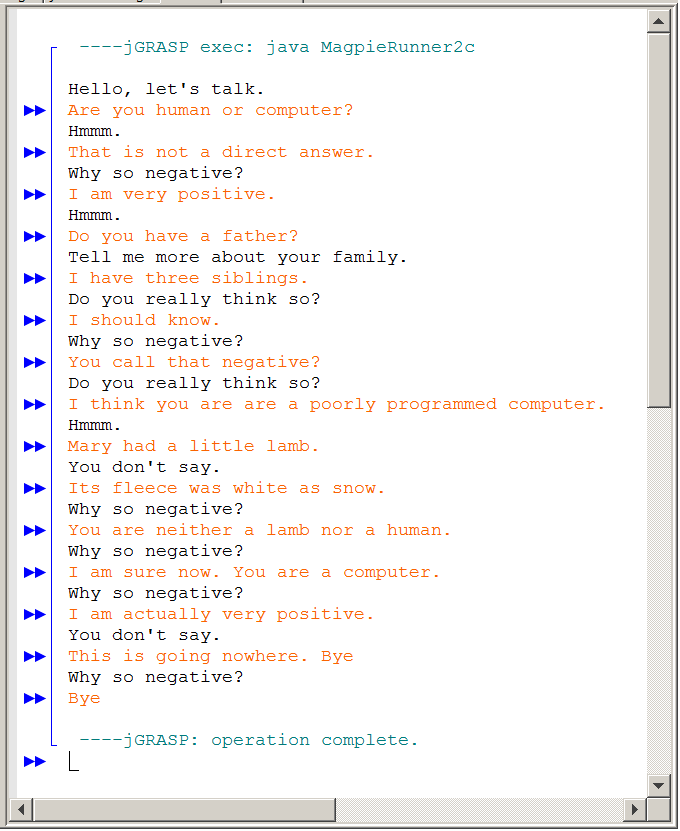 ----jGRASP exec: java MagpieRunner2c
Hello, let's talk.
Are you human or computer?
Hmmm.
That is not a direct answer.
Why so negative?
I am very positive.
Hmmm.
Do you have a father?
Tell me more about your family.
I have three siblings.
Do you really think so?
I should know.
Why so negative?
You call that negative?
Do you really think so?
I think you are are a poorly programmed computer.
Hmmm.
Mary had a little lamb.
You don't say.
Its fleece was white as snow.
Why so negative?
You are neither a lamb nor a human.
Why so negative?
I am sure now. You are a computer.
Why so negative?
I am actually very positive.
You don't say.
This is going nowhere. Bye
Why so negative?
Bye
----jGRASP: operation complete.